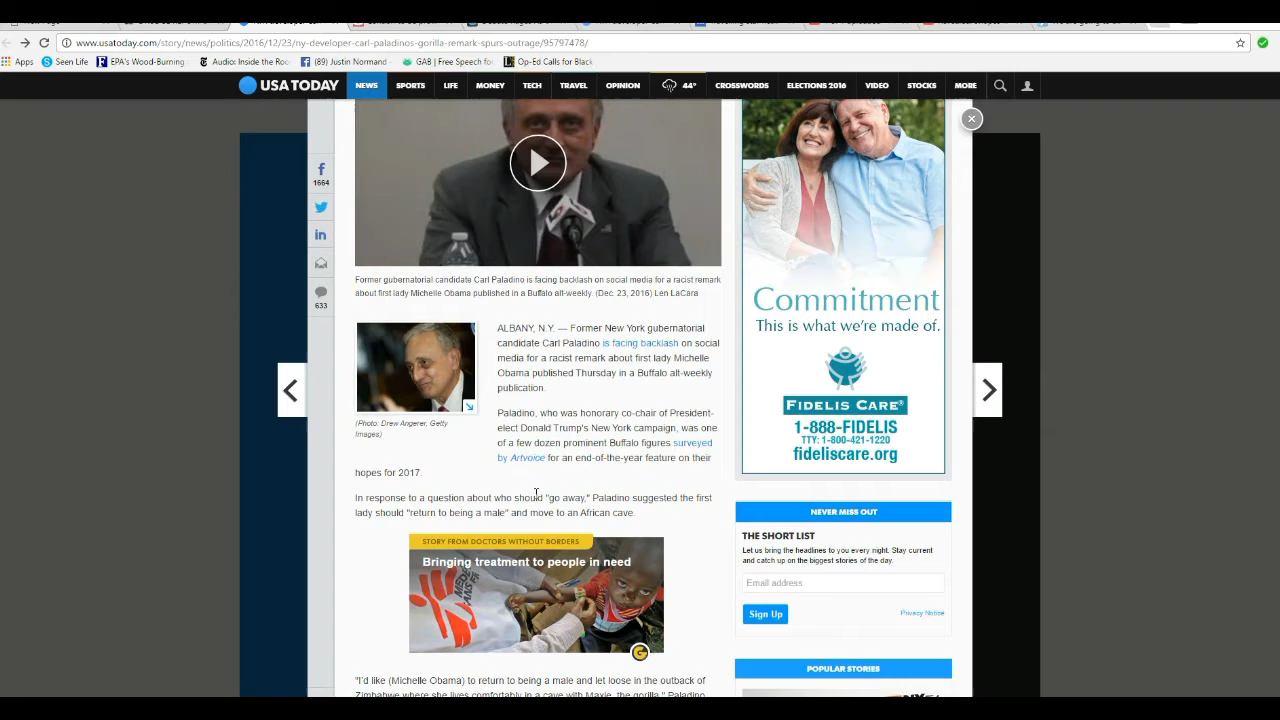 www.usatoday.com/story/news/politics/2016/12/23/ny-developer-carl-paladinos-gorilla-remark-spurs-outrage/95797478/
Apps Seen Life EPA's Wood-Burning Audio: Inside the Ro (89) Justin Normand GAB | Free Speech fo Op-Ed Calls for Black
USA TODAY NEWS SPORTS LIFE MONEY TECH TRAVEL OPINION 44° CROSSWORDS ELECTIONS 2016 VIDEO STOCKS MORE
1664
633
Former gubernatorial candidate Carl Paladino is facing backlash on social media for a racist remark
about first lady Michelle Obama published in a Buffalo alt-weekly. (Dec. 23, 2016) Len LaCara
(Photo: Drew Angerer, Getty
Images)
ALBANY, N.Y. — Former New York gubernatorial
candidate Carl Paladino is facing backlash on social
media for a racist remark about first lady Michelle
Obama published Thursday in a Buffalo alt-weekly
publication.
Paladino, who was honorary co-chair of President-
elect Donald Trump's New York campaign, was one
of a few dozen prominent Buffalo figures surveyed
by Artvoice for an end-of-the-year feature on their
hopes for 2017.
In response to a question about who should "go away," Paladino suggested the first
lady should "return to being a male" and move to an African cave.
STORY FROM DOCTORS WITHOUT BORDERS
Bringing treatment to people in need
"I'd like (Michelle Obama) to return to being a male and let loose in the outback of
Zimbabwe where she lives comfortably in a cave with Maxie, the gorilla," Paladino
Commitment
This is what we're made of.
FIDELIS CARE®
1-888-FIDELIS
TTY: 1-800-421-1220
fideliscare.org
NEVER MISS OUT
THE SHORT LIST
Let us bring the headlines to you every night. Stay current
and catch up on the biggest stories of the day.
Email address
Sign Up
Privacy Notice
POPULAR STORIES